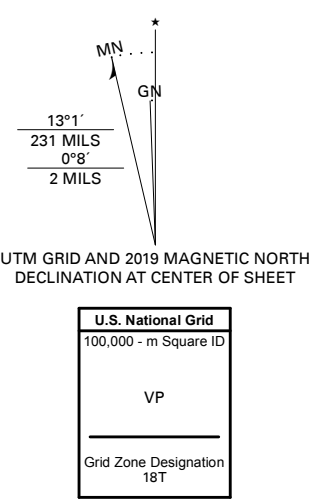 MN
GN
13°1´
231 MILS
0°8´
2 MILS
UTM GRID AND 2019 MAGNETIC NORTH
DECLINATION AT CENTER OF SHEET
U.S. National Grid
100,000 - m Square ID
VP
Grid Zone Designation
18T